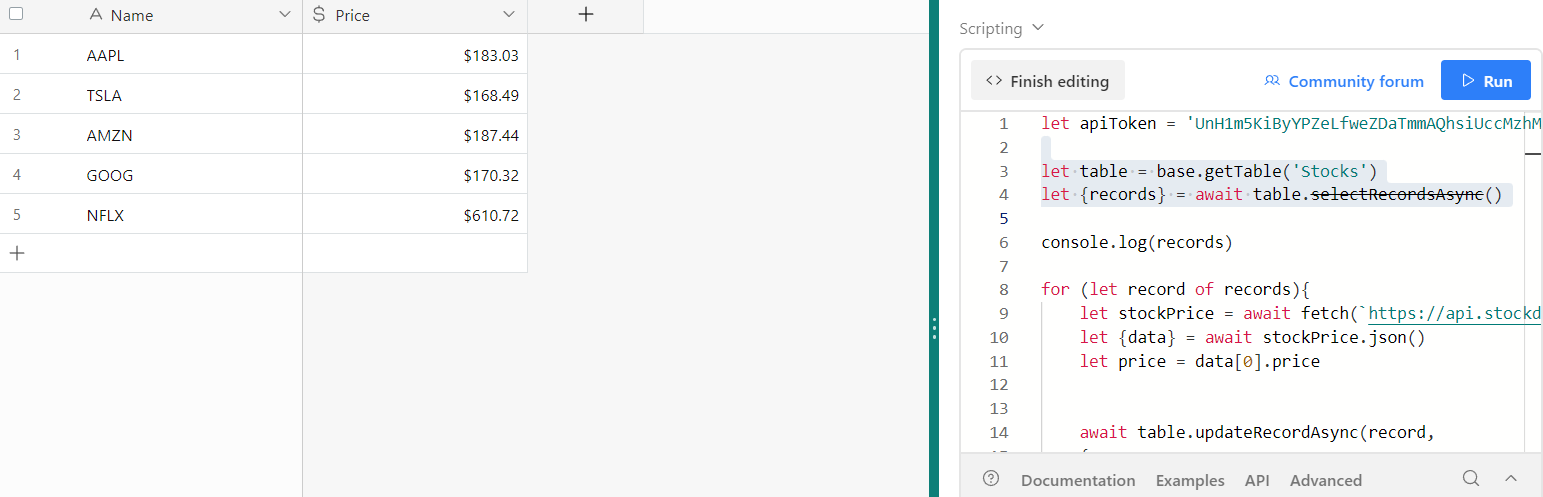 Name Price
1 AAPL $183.03
2 TSLA $168.49
3 AMZN $187.44
4 GOOG $170.32
5 NFLX $610.72
Scripting
<> Finish editing Community forum Run
1 let apiToken = 'UnH1m5KiByYPZeLfweZDaTmmAQhsiUccMzhM
2
3 let table = base.getTable('Stocks')
4 let {records} = await table.selectRecordsAsync()
5
6 console.log(records)
7
8 for (let record of records){
9 let stockPrice = await fetch(`https://api.stockd
10 let {data} = await stockPrice.json()
11 let price = data[0].price
12
13
14 await table.updateRecordAsync(record,
Documentation Examples API Advanced